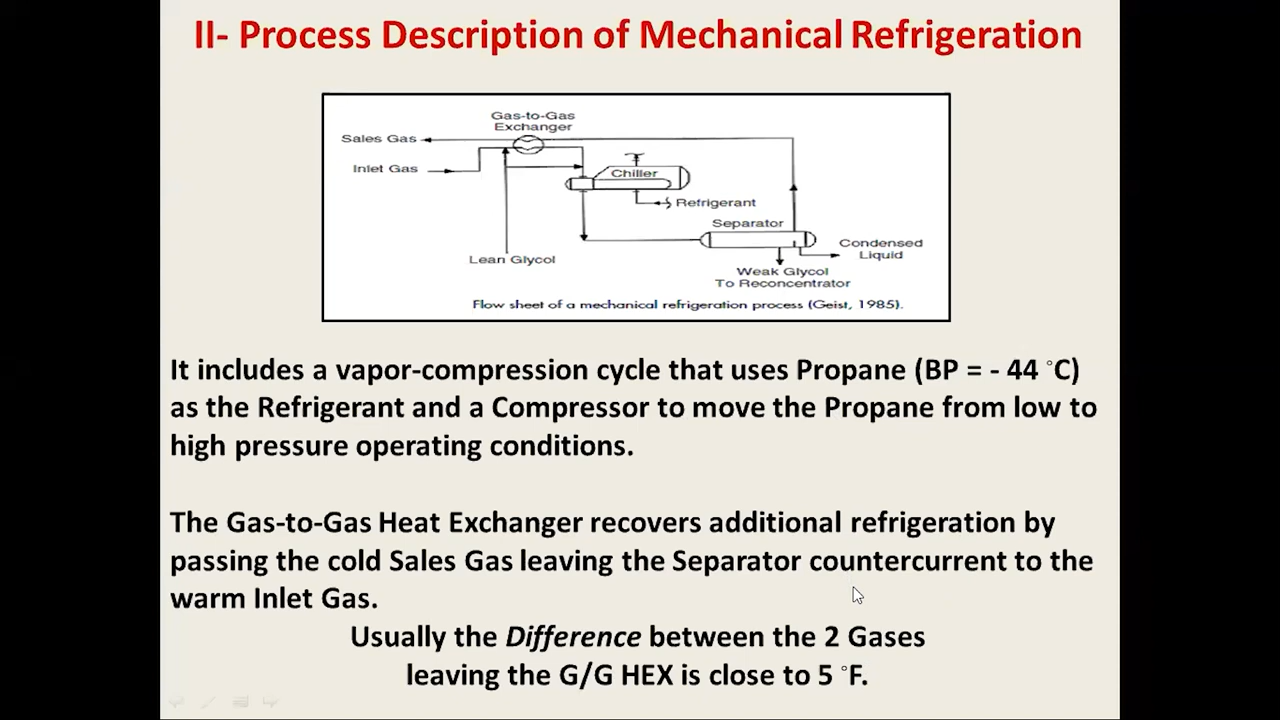 II- Process Description of Mechanical Refrigeration
Gas-to-Gas
Exchanger
Sales Gas
Inlet Gas
Chiller
Refrigerant
Separator
Condensed
Liquid
Lean Glycol
Weak Glycol
To Reconcentrator
Flow sheet of a mechanical refrigeration process (Geist, 1985).
It includes a vapor-compression cycle that uses Propane (BP = - 44 °C)
as the Refrigerant and a Compressor to move the Propane from low to
high pressure operating conditions.
The Gas-to-Gas Heat Exchanger recovers additional refrigeration by
passing the cold Sales Gas leaving the Separator countercurrent to the
warm Inlet Gas.
Usually the Difference between the 2 Gases
leaving the G/G HEX is close to 5 °F.